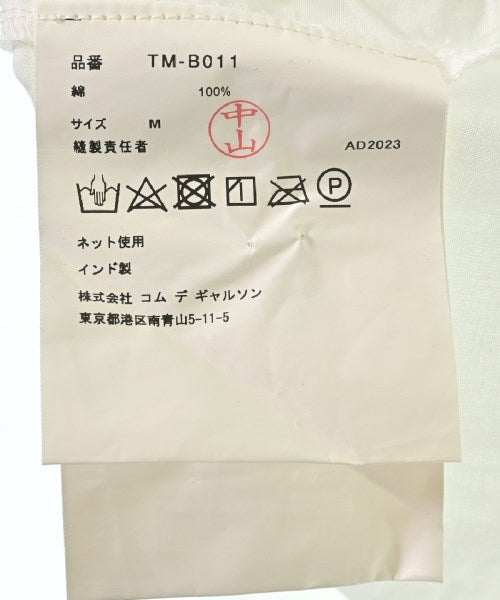 品番 TM-B011
綿 100%
サイズ M
中山
縫製責任者 AD2023
P
ネット使用
インド製
株式会社 コム デ ギャルソン
東京都港区南青山5-11-5